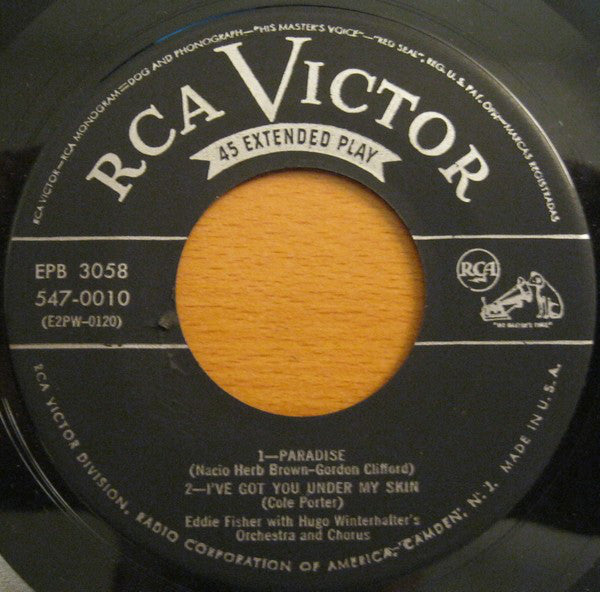 RCA VICTOR—RCA MONOGRAM—DOG AND PHONOGRAPH—"HIS MASTER'S VOICE"—"RED SEAL", REG. U.S. PAT. OFF.—MARCAS REGISTRADAS
RCA VICTOR
45 EXTENDED PLAY
EPB 3058
547-0010
(E2PW-0120)
RCA
"HIS MASTER'S VOICE"
1—PARADISE
(Nacio Herb Brown-Gordon Clifford)
2—I'VE GOT YOU UNDER MY SKIN
(Cole Porter)
Eddie Fisher with Hugo Winterhalter's
Orchestra and Chorus
RCA VICTOR DIVISION, RADIO CORPORATION OF AMERICA, CAMDEN, N. J. MADE IN U. S. A.